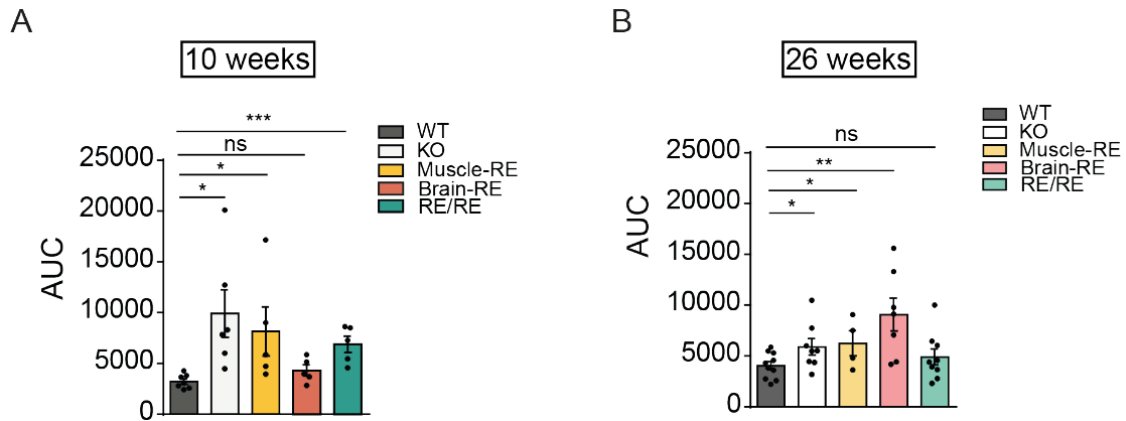 A
10 weeks
***
ns
*
*
WT
KO
Muscle-RE
Brain-RE
RE/RE
25000
20000
15000
10000
5000
0
AUC
B
26 weeks
ns
**
*
*
WT
KO
Muscle-RE
Brain-RE
RE/RE
25000
20000
15000
10000
5000
0
AUC